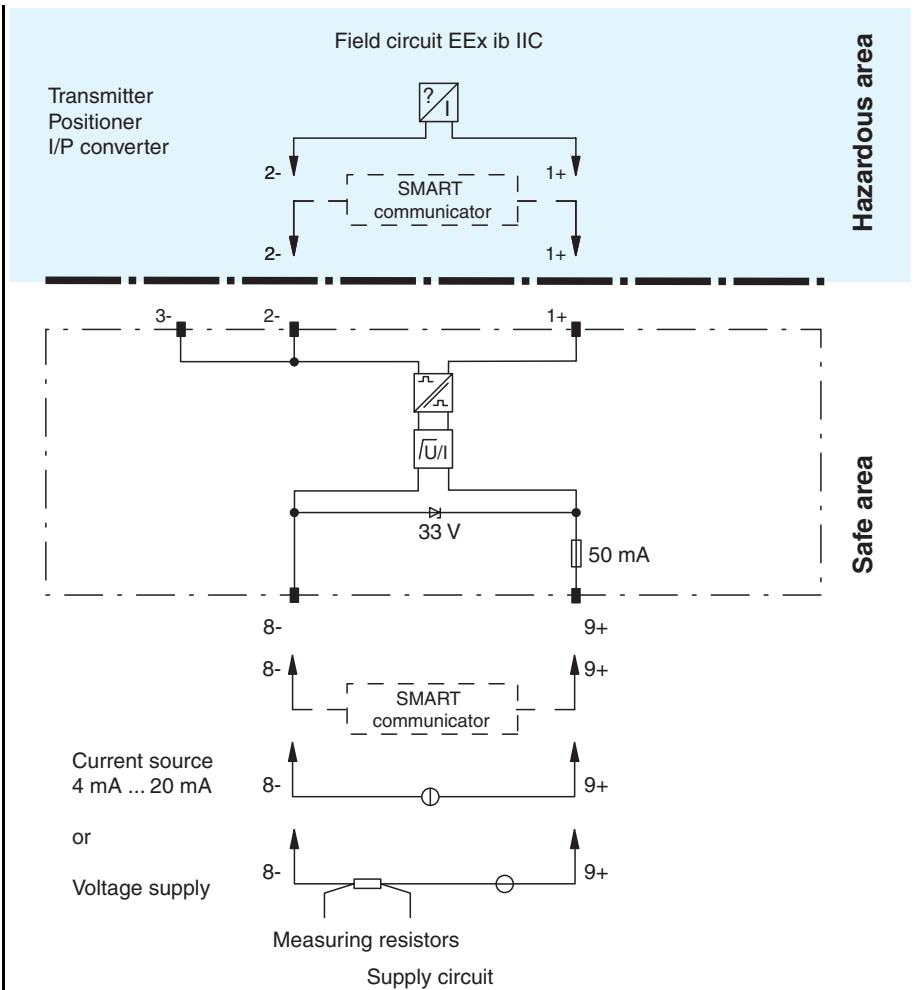 Field circuit EEx ib IIC
Hazardous area
Transmitter
Positioner
I/P converter
?/I
2-
1+
SMART
communicator
2-
1+
3-
2-
1+
√U/I
33 V
50 mA
Safe area
8-
9+
8-
9+
SMART
communicator
Current source
4 mA ... 20 mA
8-
9+
or
Voltage supply
8-
9+
Measuring resistors
Supply circuit